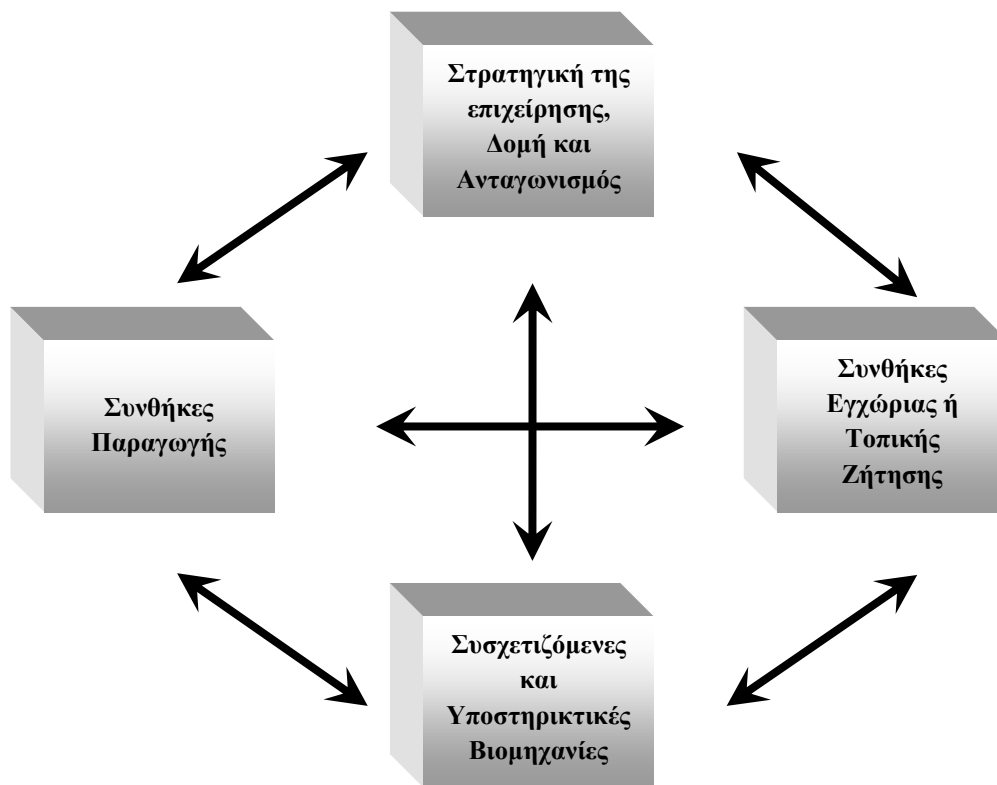 Στρατηγική της
επιχείρησης,
Δομή και
Ανταγωνισμός
Συνθήκες
Παραγωγής
Συνθήκες
Εγχώριας ή
Τοπικής
Ζήτησης
Συσχετιζόμενες
και
Υποστηρικτικές
Βιομηχανίες